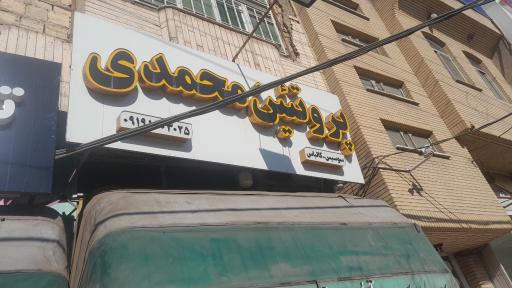 پروتئین محمدی
سوسیس - کالباس